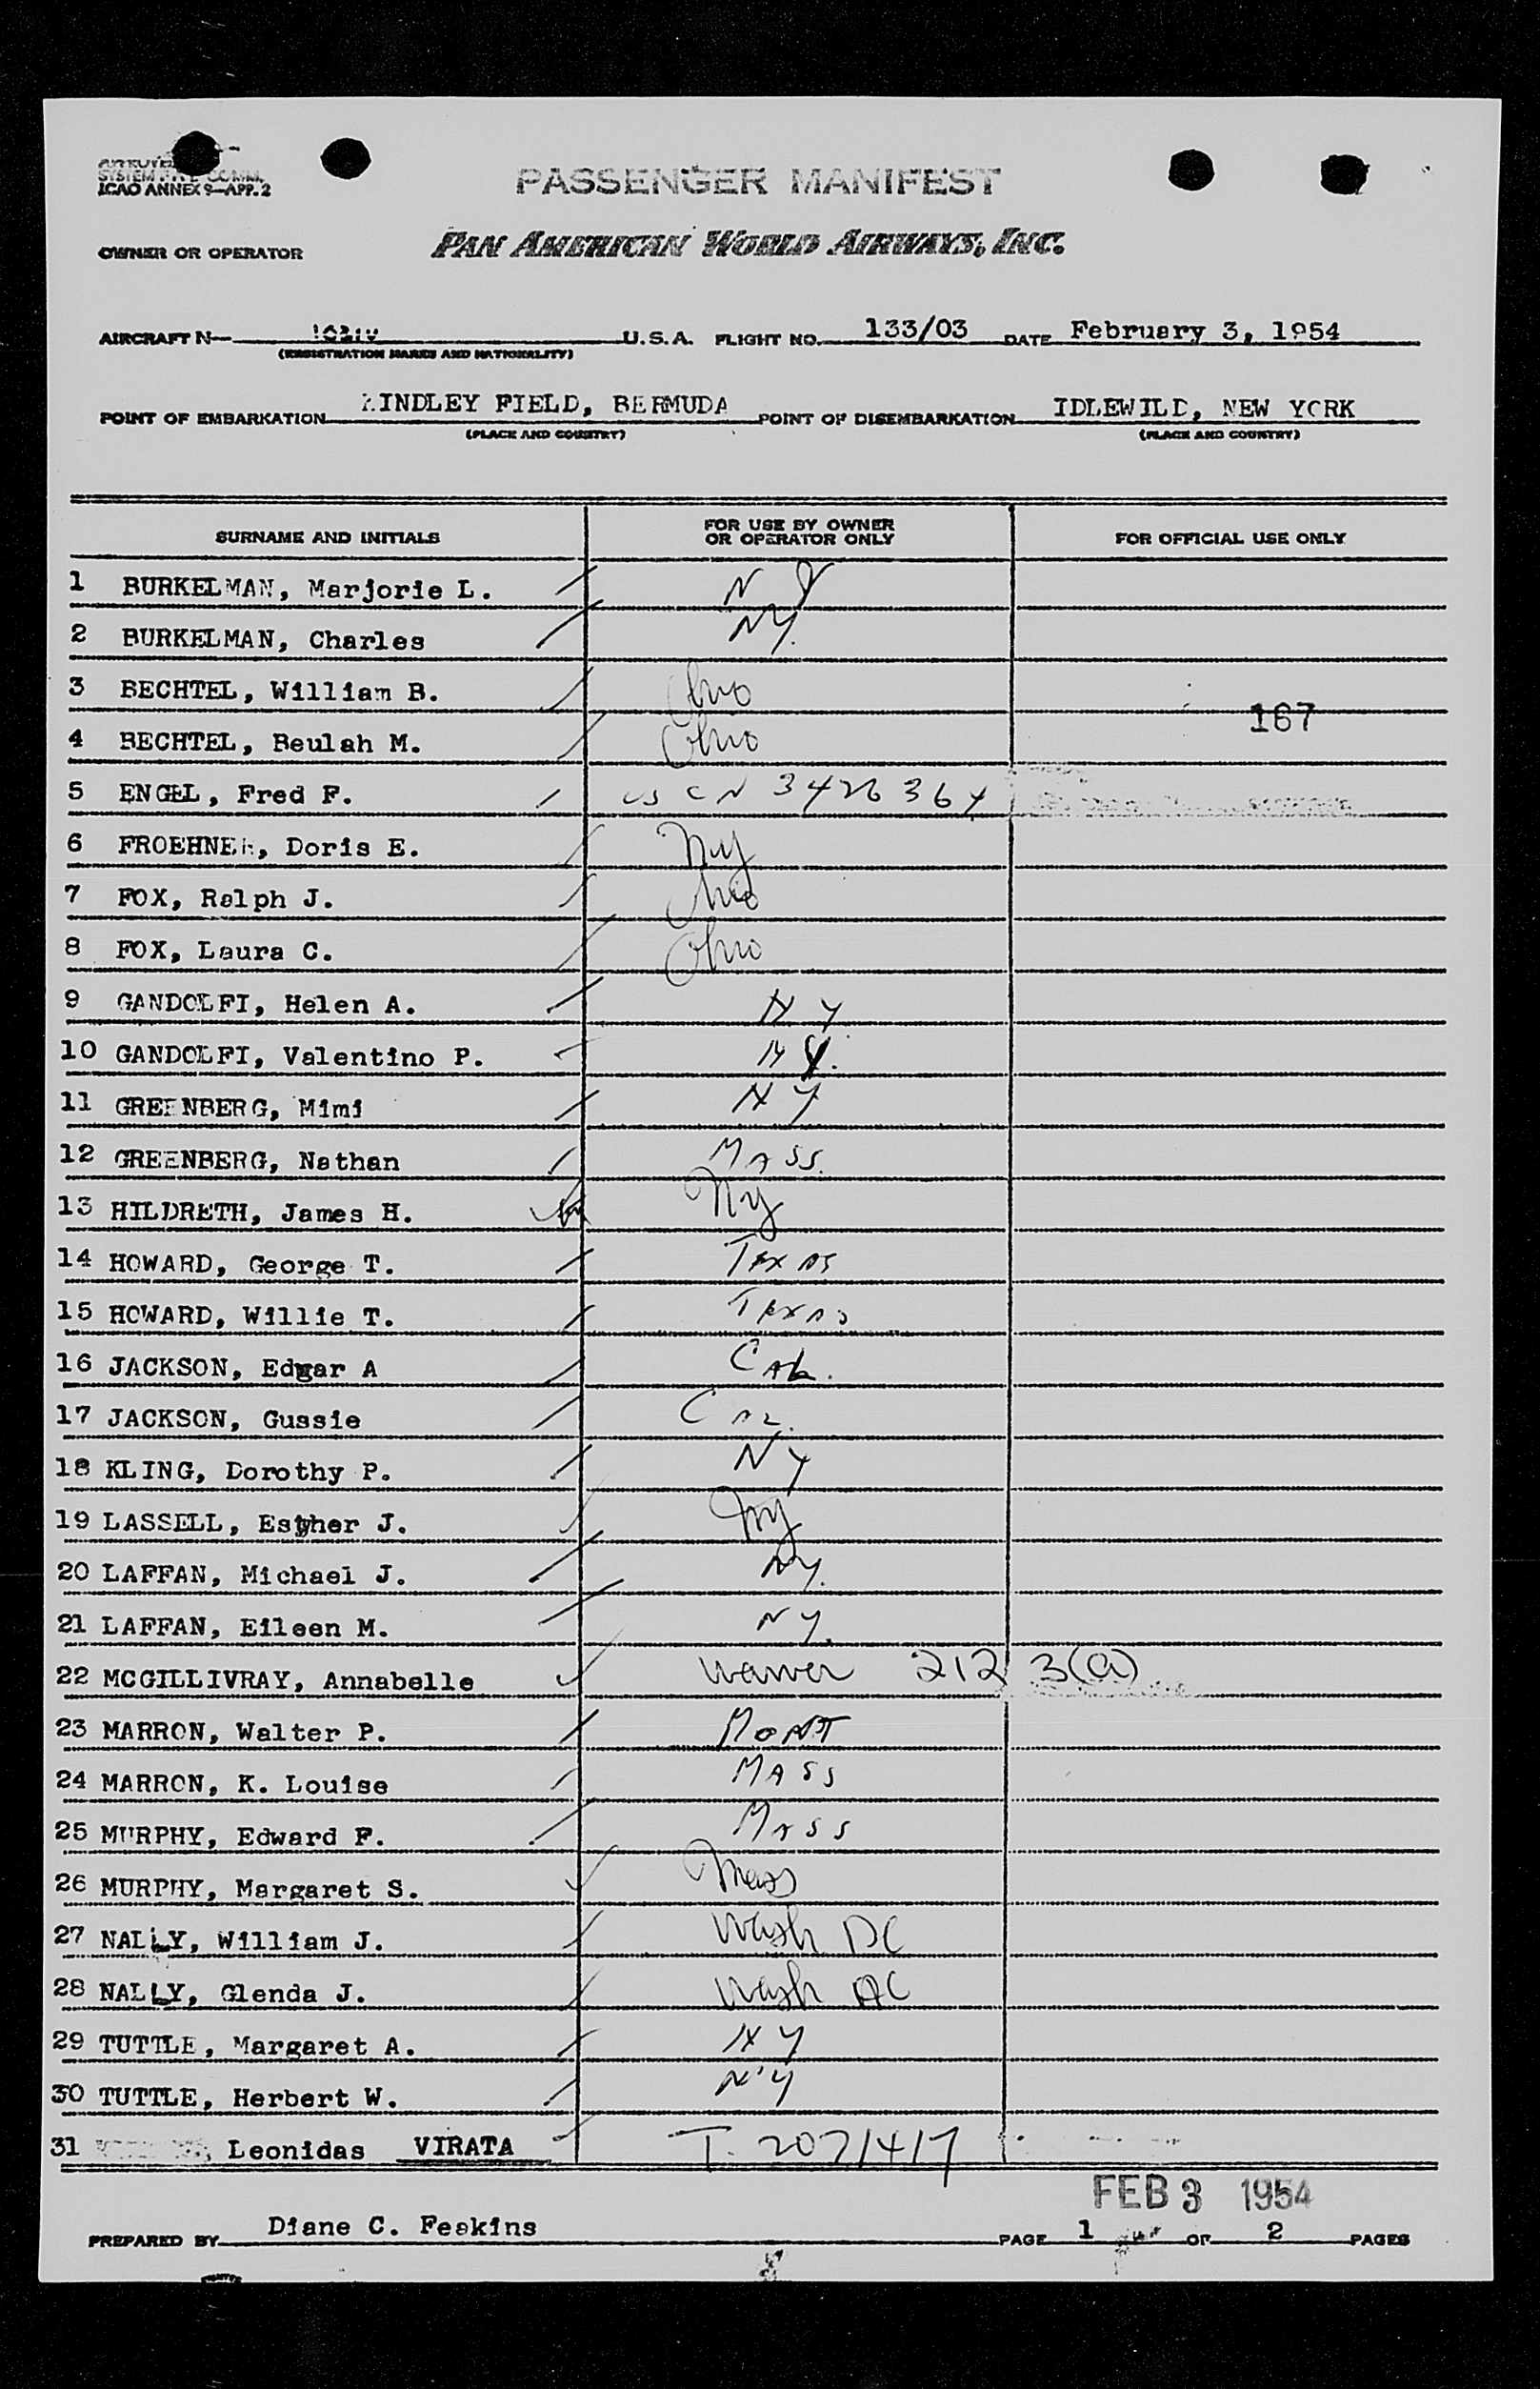 SYSTEM
ICAO ANNEX 9—APP. 2
PASSENGER MANIFEST
OWNER OR OPERATOR PAN AMERICAN WORLD AIRWAYS, INC.
AIRCRAFT N— U.S.A. FLIGHT NO. 133/03 DATE February 3, 1954
(REGISTRATION MARKS AND NATIONALITY)
POINT OF EMBARKATION KINDLEY FIELD, BERMUDA POINT OF DISEMBARKATION IDLEWILD, NEW YORK
(PLACE AND COUNTRY) (PLACE AND COUNTRY)
SURNAME AND INITIALS FOR USE BY OWNER OR OPERATOR ONLY FOR OFFICIAL USE ONLY
1 BURKELMAN, Marjorie L. N Y
2 BURKELMAN, Charles NY.
3 BECHTEL, William B. Ohio
167
4 BECHTEL, Beulah M. Ohio
5 ENGEL, Fred F. US CN 3426364
6 FROEHNER, Doris E. Ny
7 FOX, Ralph J. Ohio
8 FOX, Laura C. Ohio
9 GANDOLFI, Helen A. N Y
10 GANDOLFI, Valentino P. N Y.
11 GREENBERG, Mimi N Y
12 GREENBERG, Nathan MASS.
13 HILDRETH, James H. Ny
14 HOWARD, George T. TEXAS
15 HOWARD, Willie T. TEXAS
16 JACKSON, Edgar A CAL.
17 JACKSON, Gussie CAL.
18 KLING, Dorothy P. NY
19 LASSELL, Esther J. Ny
20 LAFFAN, Michael J. NY.
21 LAFFAN, Eileen M. NY.
22 MCGILLIVRAY, Annabelle waiver 212 3(a)
23 MARRON, Walter P. MONT
24 MARRON, K. Louise MASS
25 MURPHY, Edward F. MASS
26 MURPHY, Margaret S. Mass
27 NALLY, William J. Wash DC
28 NALLY, Glenda J. Wash DC
29 TUTTLE, Margaret A. N Y
30 TUTTLE, Herbert W. N Y
31 Leonidas VIRATA T. 2071417
FEB 3 1954
PREPARED BY Diane C. Feakins PAGE 1 OF 2 PAGES